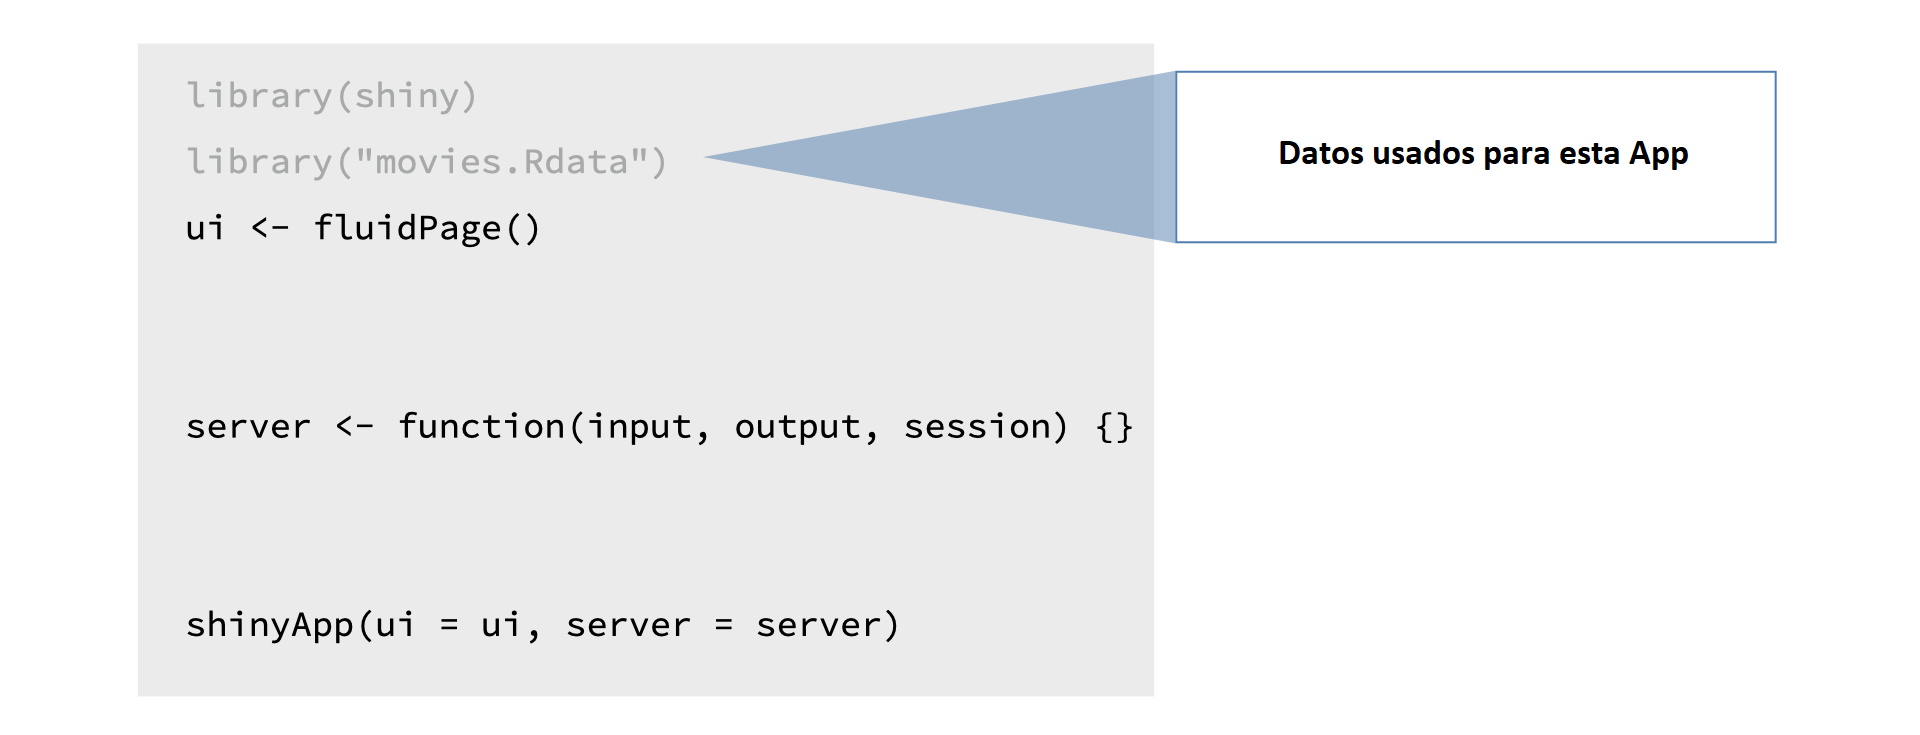 library(shiny)
library("movies.Rdata")
ui <- fluidPage()
server <- function(input, output, session) {}
shinyApp(ui = ui, server = server)
Datos usados para esta App